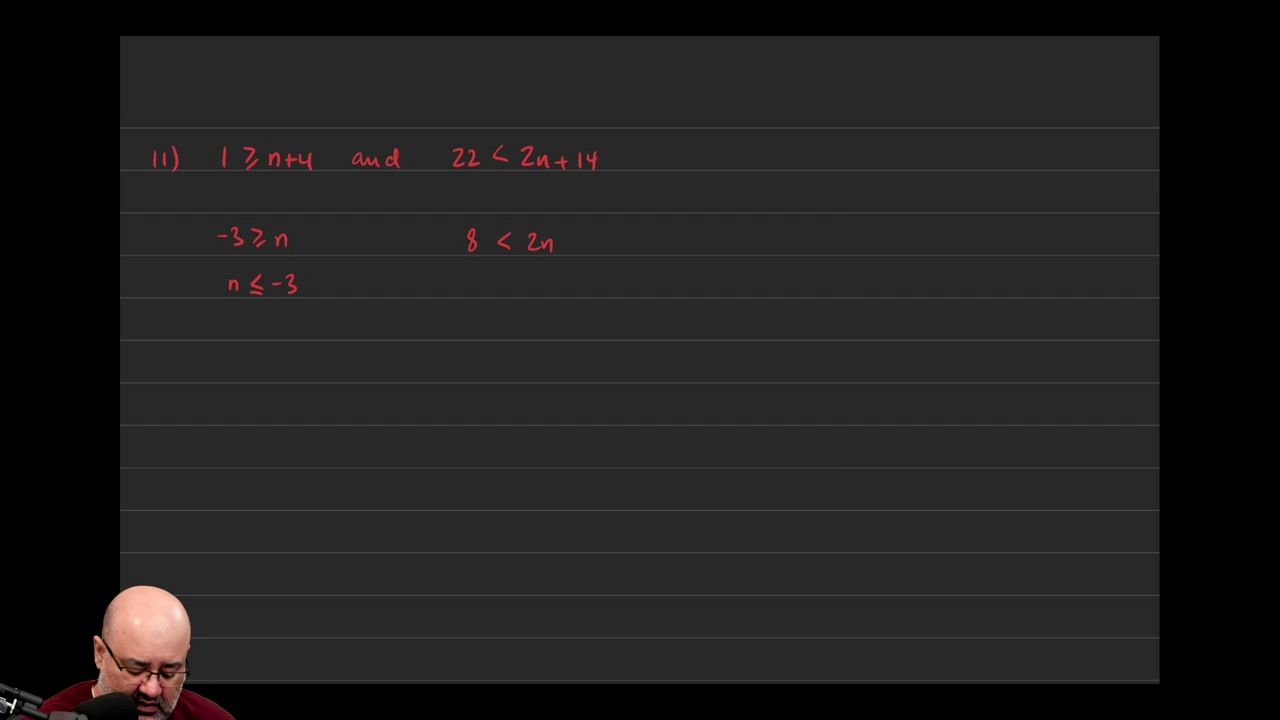 11) 1 ≥ n+4 and 22 < 2n + 14
-3 ≥ n 8 < 2n
n ≤ -3